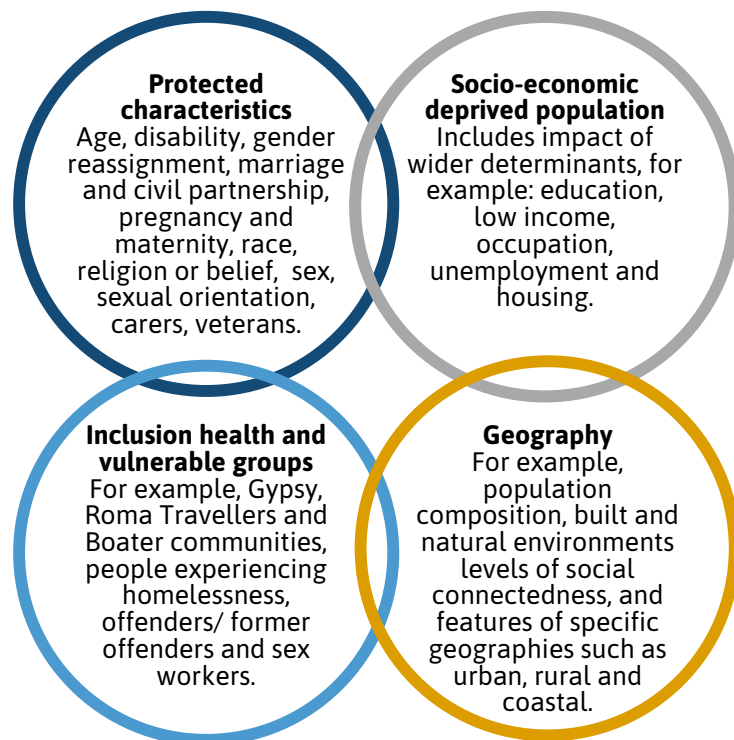 Protected
characteristics
Age, disability, gender
reassignment, marriage
and civil partnership,
pregnancy and
maternity, race,
religion or belief,  sex,
sexual orientation,
carers, veterans.
Socio-economic
deprived population
Includes impact of
wider determinants, for
example: education,
low income,
occupation,
unemployment and
housing.
Inclusion health and
vulnerable groups
For example, Gypsy,
Roma Travellers and
Boater communities,
people experiencing
homelessness,
offenders/ former
offenders and sex
workers.
Geography
For example,
population
composition, built and
natural environments
levels of social
connectedness, and
features of specific
geographies such as
urban, rural and
coastal.